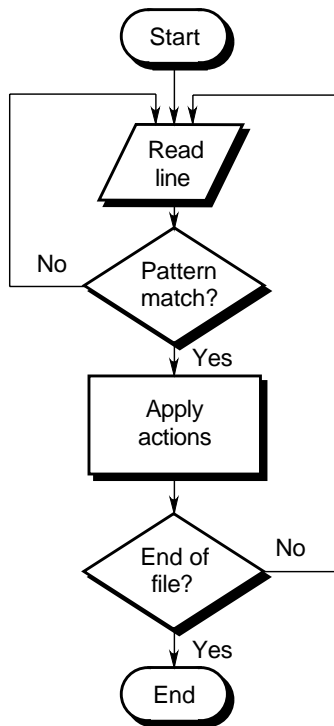 Start
Read
line
No
Pattern
match?
Yes
Apply
actions
End of
file?
No
Yes
End